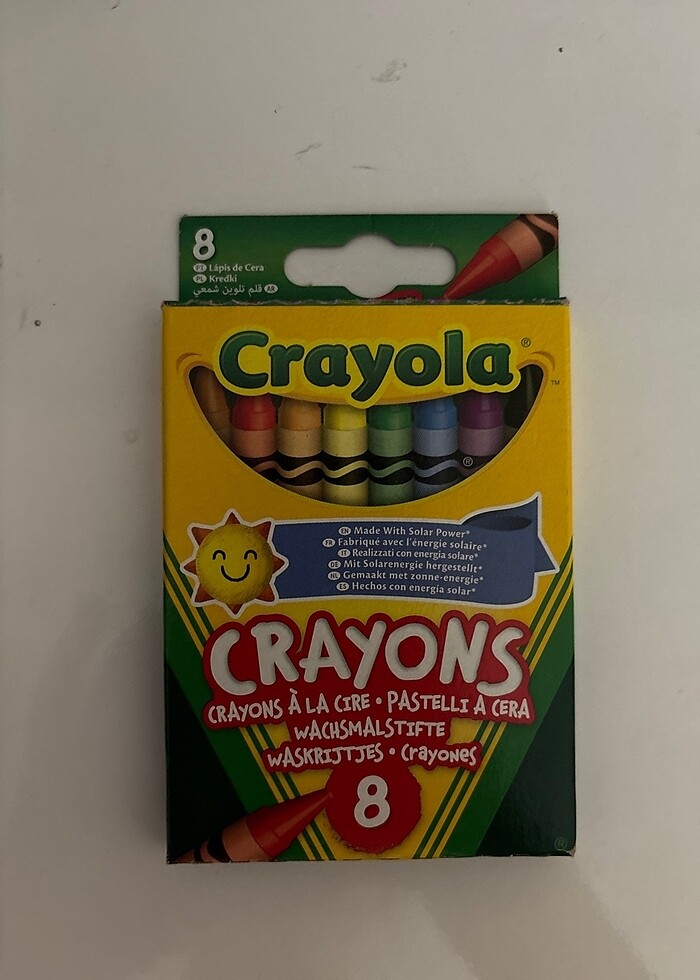 8
PT Lápis de Cera
PL Kredki
قلم تلوين شمعي AR
Crayola®
™
®
EN Made With Solar Power*
FR Fabriqué avec l'énergie solaire*
IT Realizzati con energia solare*
DE Mit Solarenergie hergestellt*
NL Gemaakt met zonne-energie*
ES Hechos con energía solar*
CRAYONS
CRAYONS À LA CIRE • PASTELLI A CERA
WACHSMALSTIFTE
WASKRIJTJES • Crayones
8
®